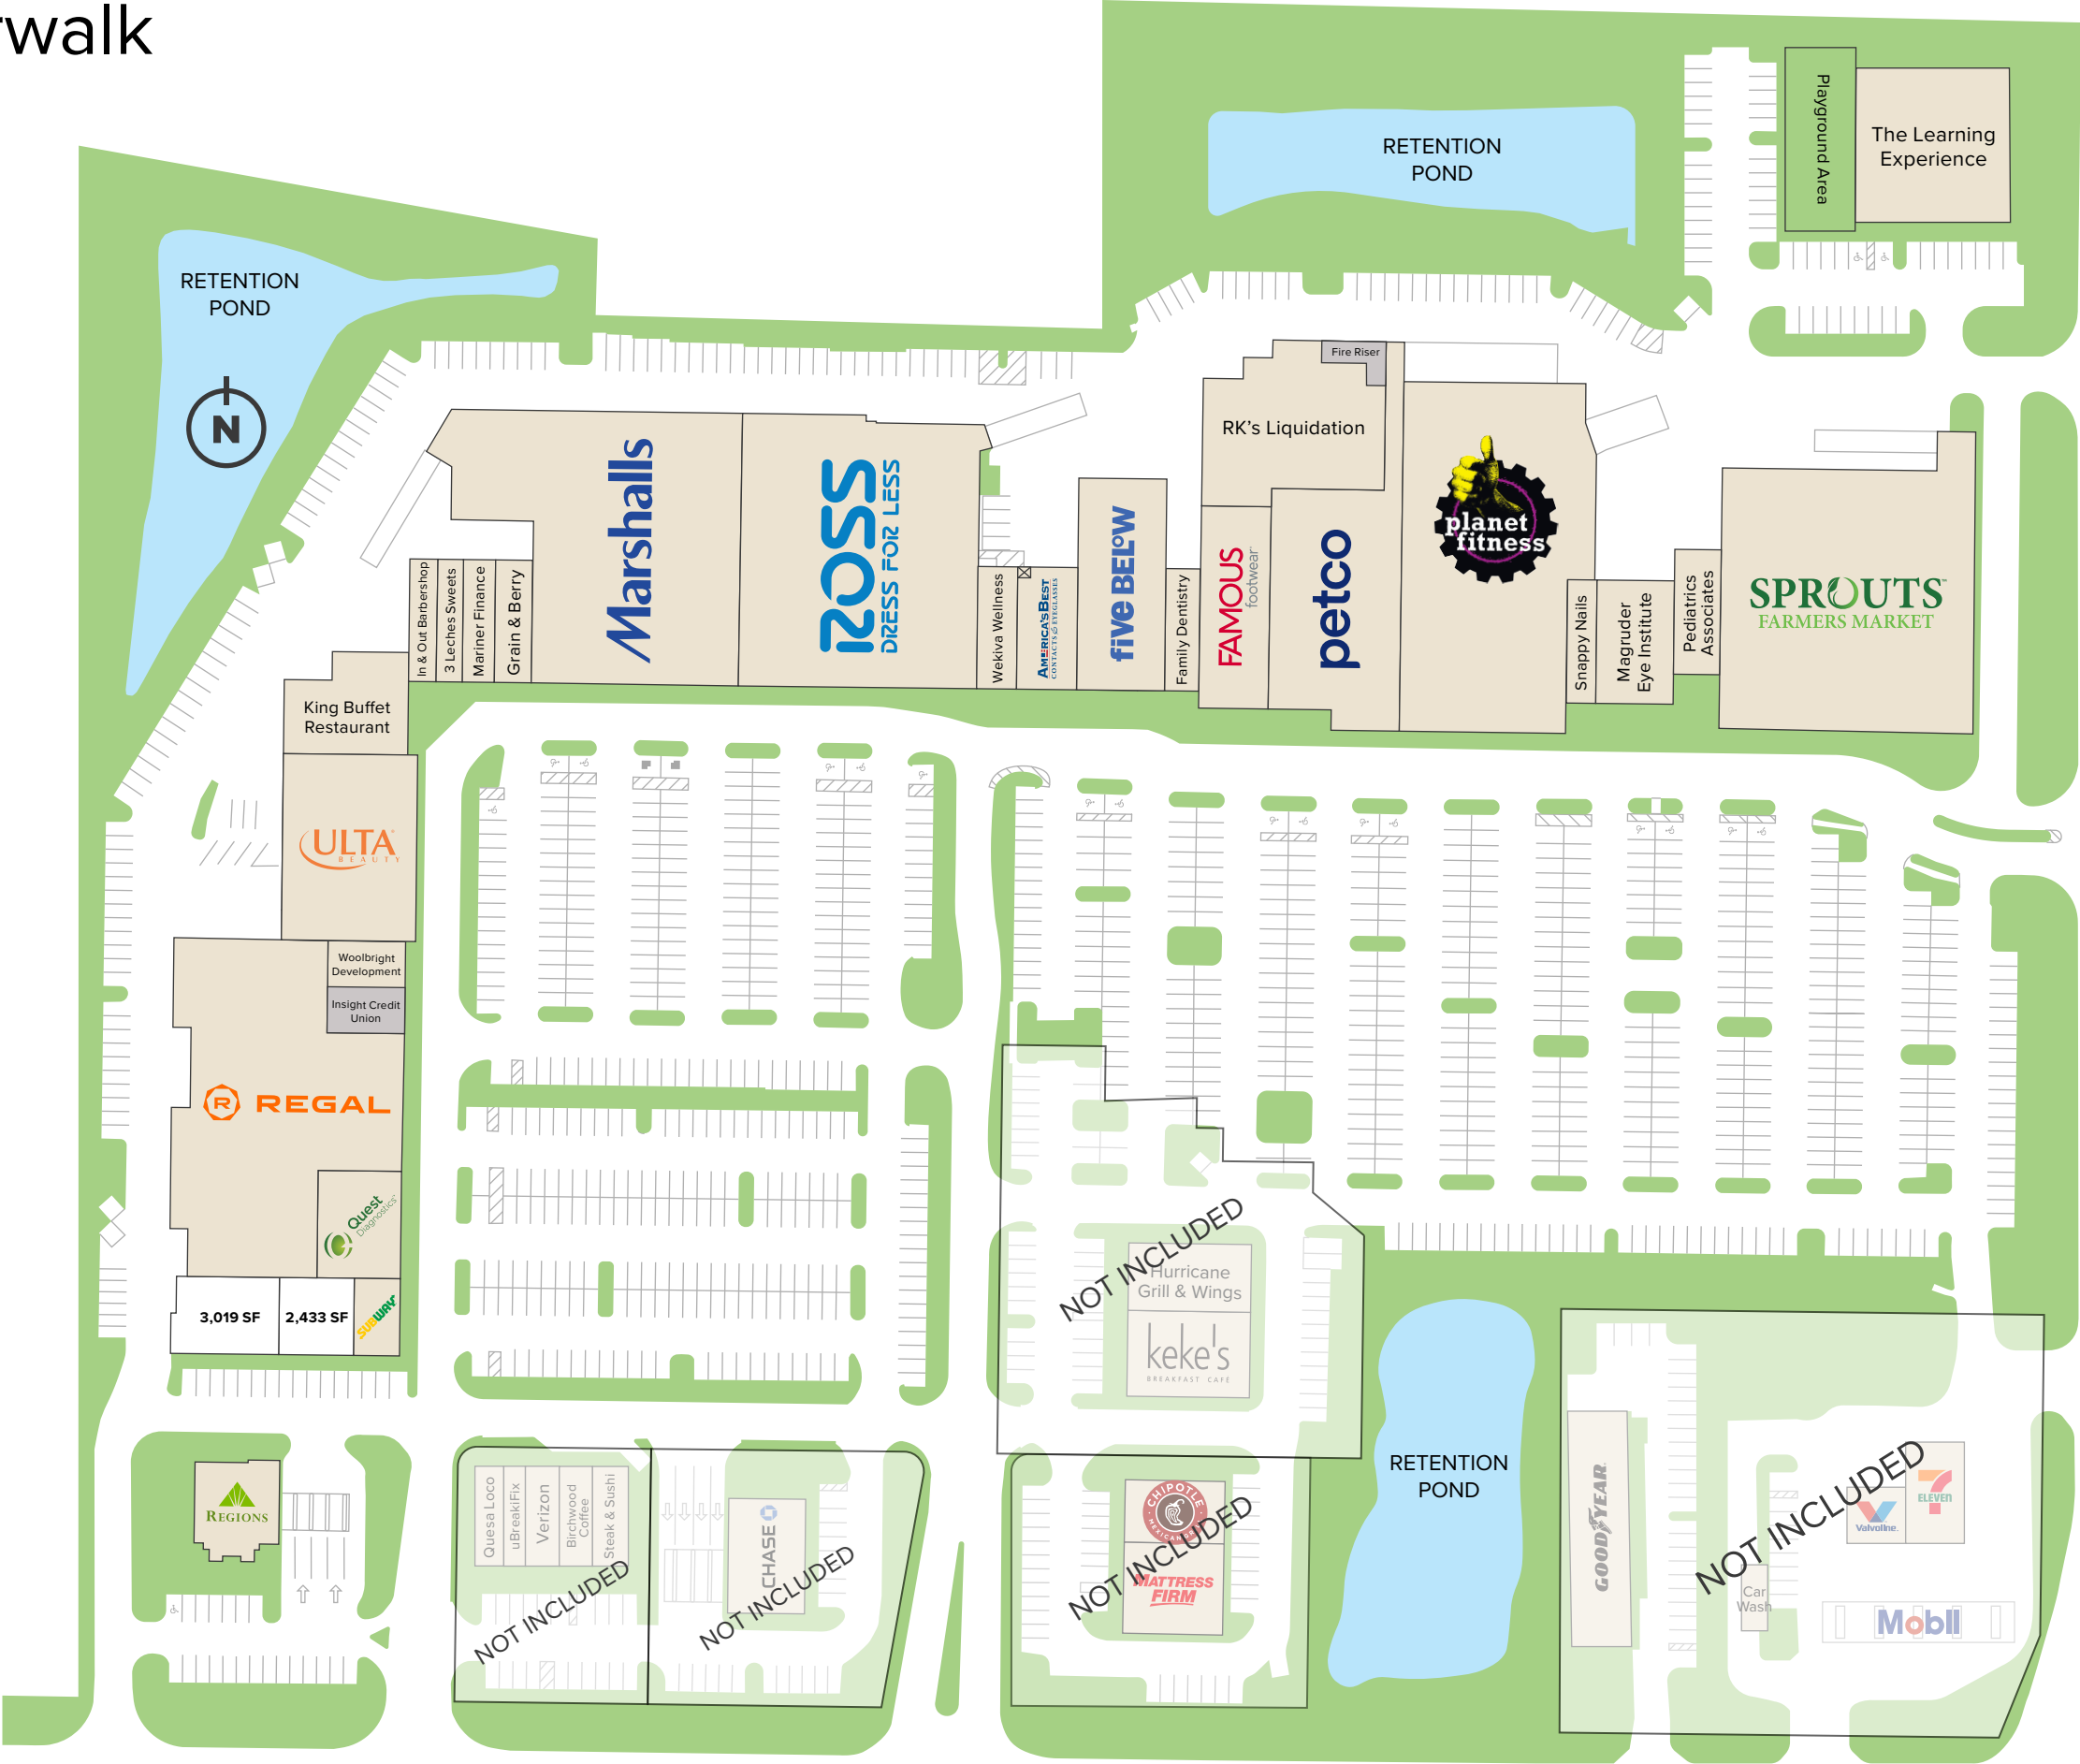 rwalk
Playground Area
The Learning
Experience
RETENTION
POND
RETENTION
POND
N
Fire Riser
RK's Liquidation
Marshalls
ROSS
DRESS FOR LESS
planet
fitness
In & Out Barbershop
3 Leches Sweets
Mariner Finance
Grain & Berry
Wekiva Wellness
AMERICA'S BEST
CONTACTS & EYEGLASSES
five BELOW
Family Dentistry
FAMOUS
footwear
petco
Snappy Nails
Magruder
Eye Institute
Pediatrics
Associates
SPROUTS
FARMERS MARKET
King Buffet
Restaurant
ULTA
BEAUTY
Woolbright
Development
Insight Credit
Union
R REGAL
Quest
Diagnostics
3,019 SF
2,433 SF
SUBWAY
NOT INCLUDED
Hurricane
Grill & Wings
keke's
BREAKFAST CAFÉ
RETENTION
POND
REGIONS
Quesa Loco
uBreakiFix
Verizon
Birchwood
Coffee
Steak & Sushi
NOT INCLUDED
CHASE
NOT INCLUDED
CHIPOTLE
MEXICAN GRILL
NOT INCLUDED
MATTRESS
FIRM
GOODYEAR
NOT INCLUDED
Valvoline
7
ELEVEN
Car
Wash
Mobil